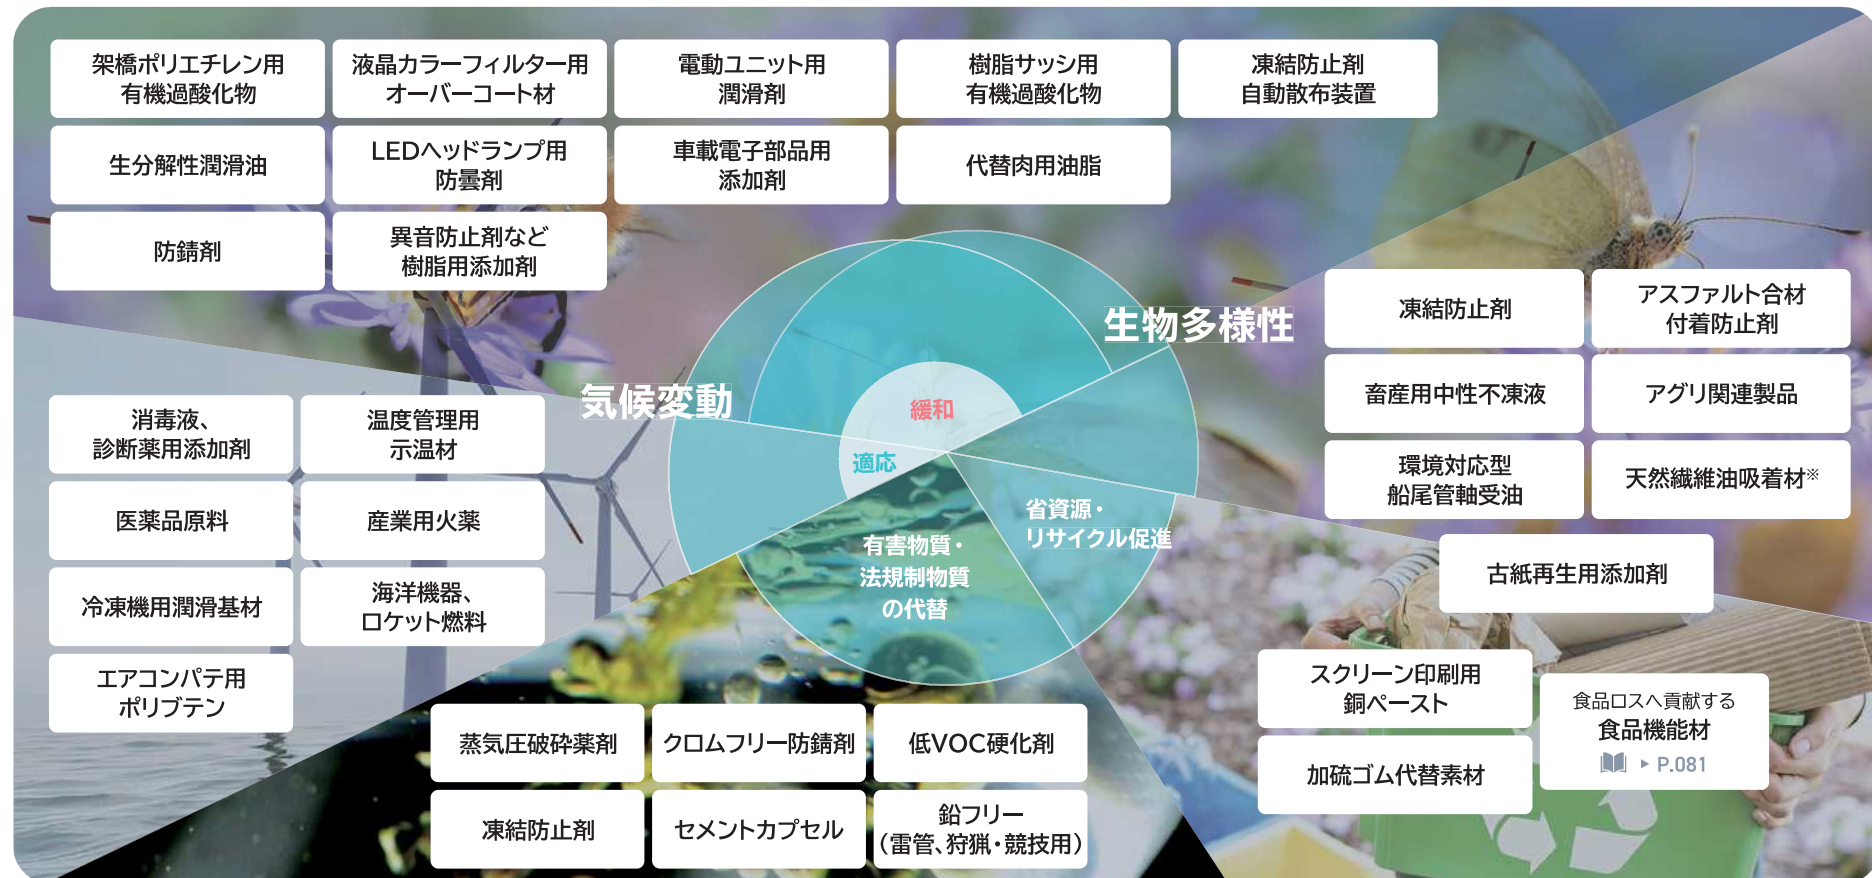 架橋ポリエチレン用
有機過酸化物
液晶カラーフィルター用
オーバーコート材
電動ユニット用
潤滑剤
樹脂サッシ用
有機過酸化物
凍結防止剤
自動散布装置
生分解性潤滑油
LEDヘッドランプ用
防曇剤
車載電子部品用
添加剤
代替肉用油脂
防錆剤
異音防止剤など
樹脂用添加剤
気候変動
生物多様性
緩和
適応
有害物質・
法規制物質
の代替
省資源・
リサイクル促進
凍結防止剤
アスファルト合材
付着防止剤
畜産用中性不凍液
アグリ関連製品
環境対応型
船尾管軸受油
天然繊維油吸着材※
消毒液、
診断薬用添加剤
温度管理用
示温材
医薬品原料
産業用火薬
冷凍機用潤滑基材
海洋機器、
ロケット燃料
エアコンパテ用
ポリブテン
古紙再生用添加剤
スクリーン印刷用
銅ペースト
食品ロスへ貢献する
食品機能材
▶ P.081
加硫ゴム代替素材
蒸気圧破砕薬剤
クロムフリー防錆剤
低VOC硬化剤
凍結防止剤
セメントカプセル
鉛フリー
（雷管、狩猟・競技用）